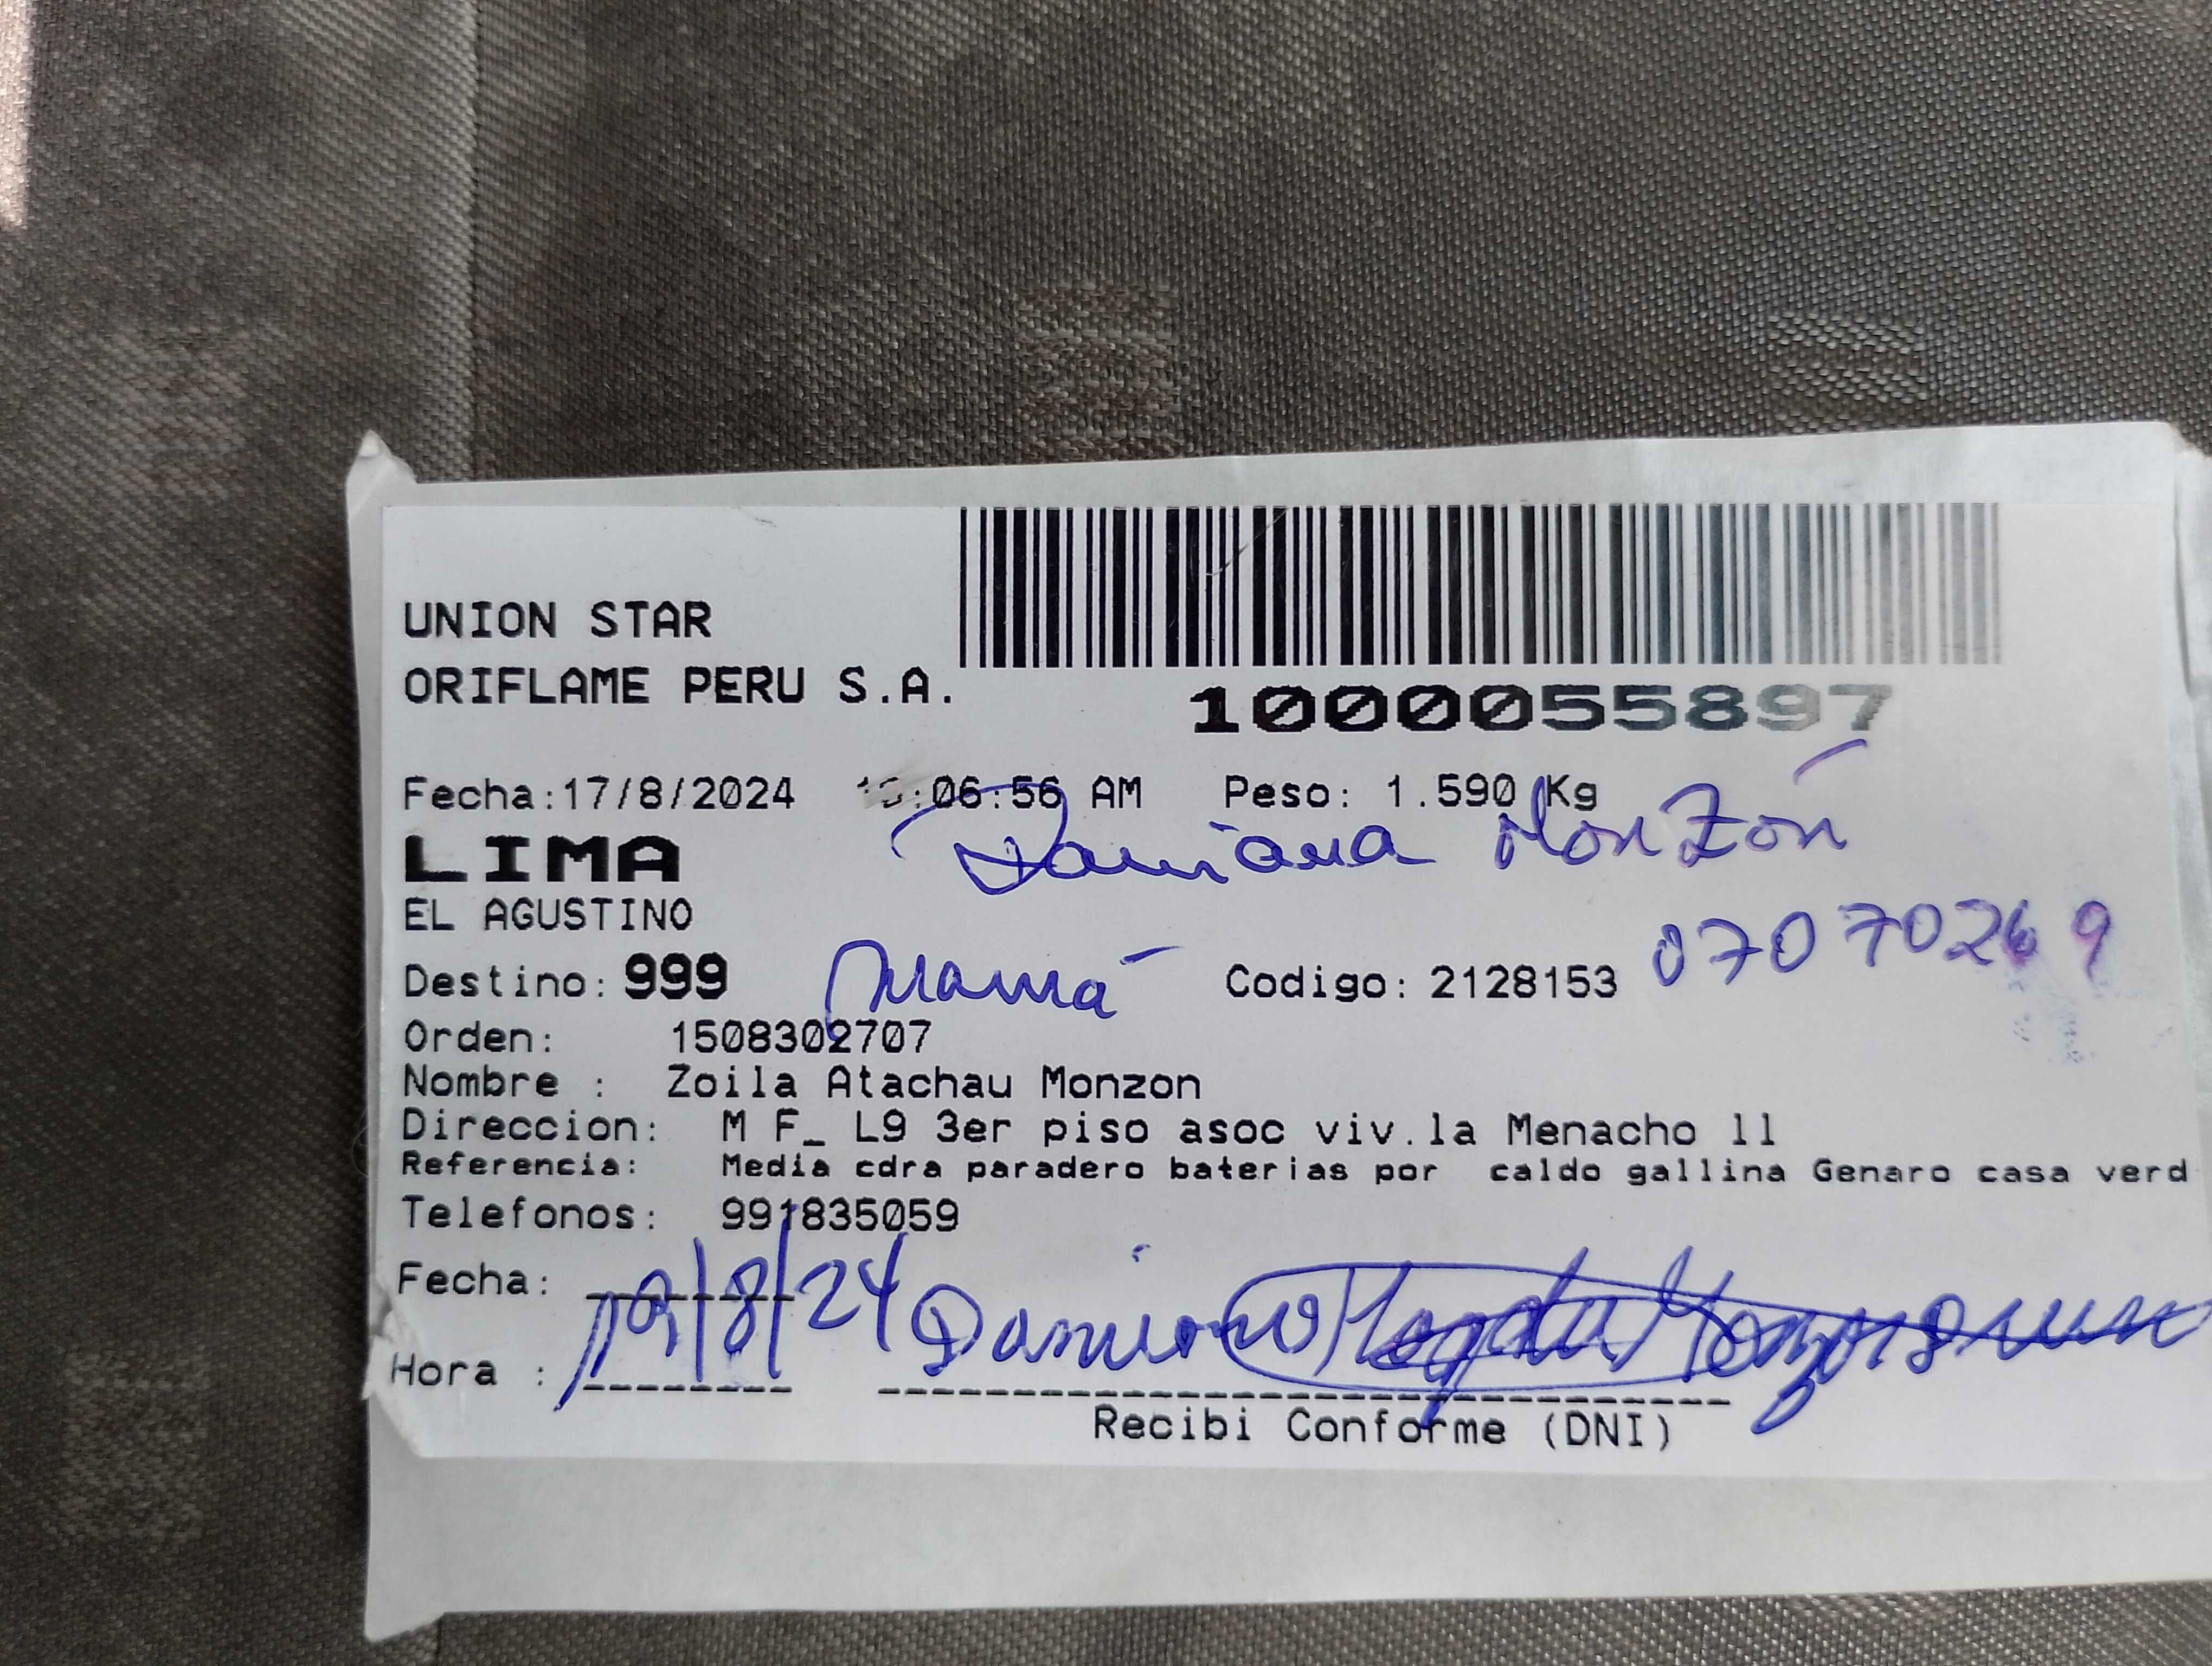 UNION STAR
ORIFLAME PERU S.A.
1000055897
Fecha:17/8/2024 10:06:56 AM Peso: 1.590 Kg
LIMA
Damiana Monzón
EL AGUSTINO
07070269
Destino: 999 Mamá Codigo: 2128153
Orden: 1508302707
Nombre : Zoila Atachau Monzon
Direccion: M F_ L9 3er piso asoc viv.la Menacho ll
Referencia: Media cdra paradero baterias por caldo gallina Genaro casa verd
Telefonos: 991835059
Fecha: 19/8/24
Hora :
Recibi Conforme (DNI)